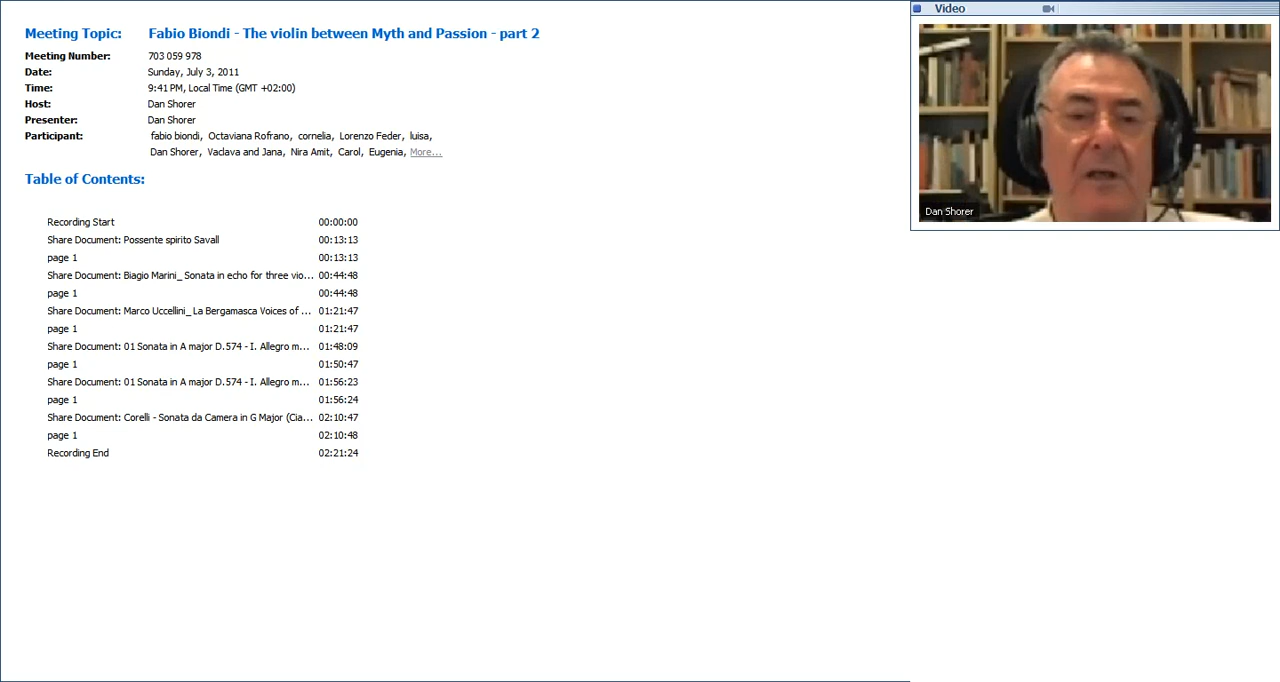 Meeting Topic: Fabio Biondi - The violin between Myth and Passion - part 2
Meeting Number: 703 059 978
Date: Sunday, July 3, 2011
Time: 9:41 PM, Local Time (GMT +02:00)
Host: Dan Shorer
Presenter: Dan Shorer
Participant: fabio biondi, Octaviana Rofrano, cornelia, Lorenzo Feder, luisa,
Dan Shorer, Vaclava and Jana, Nira Amit, Carol, Eugenia, More...
Table of Contents:
Recording Start 00:00:00
Share Document: Possente spirito Savall 00:13:13
page 1 00:13:13
Share Document: Biagio Marini_ Sonata in echo for three vio... 00:44:48
page 1 00:44:48
Share Document: Marco Uccellini_ La Bergamasca Voices of ... 01:21:47
page 1 01:21:47
Share Document: 01 Sonata in A major D.574 - I. Allegro m... 01:48:09
page 1 01:50:47
Share Document: 01 Sonata in A major D.574 - I. Allegro m... 01:56:23
page 1 01:56:24
Share Document: Corelli - Sonata da Camera in G Major (Cia... 02:10:47
page 1 02:10:48
Recording End 02:21:24
Video
Dan Shorer